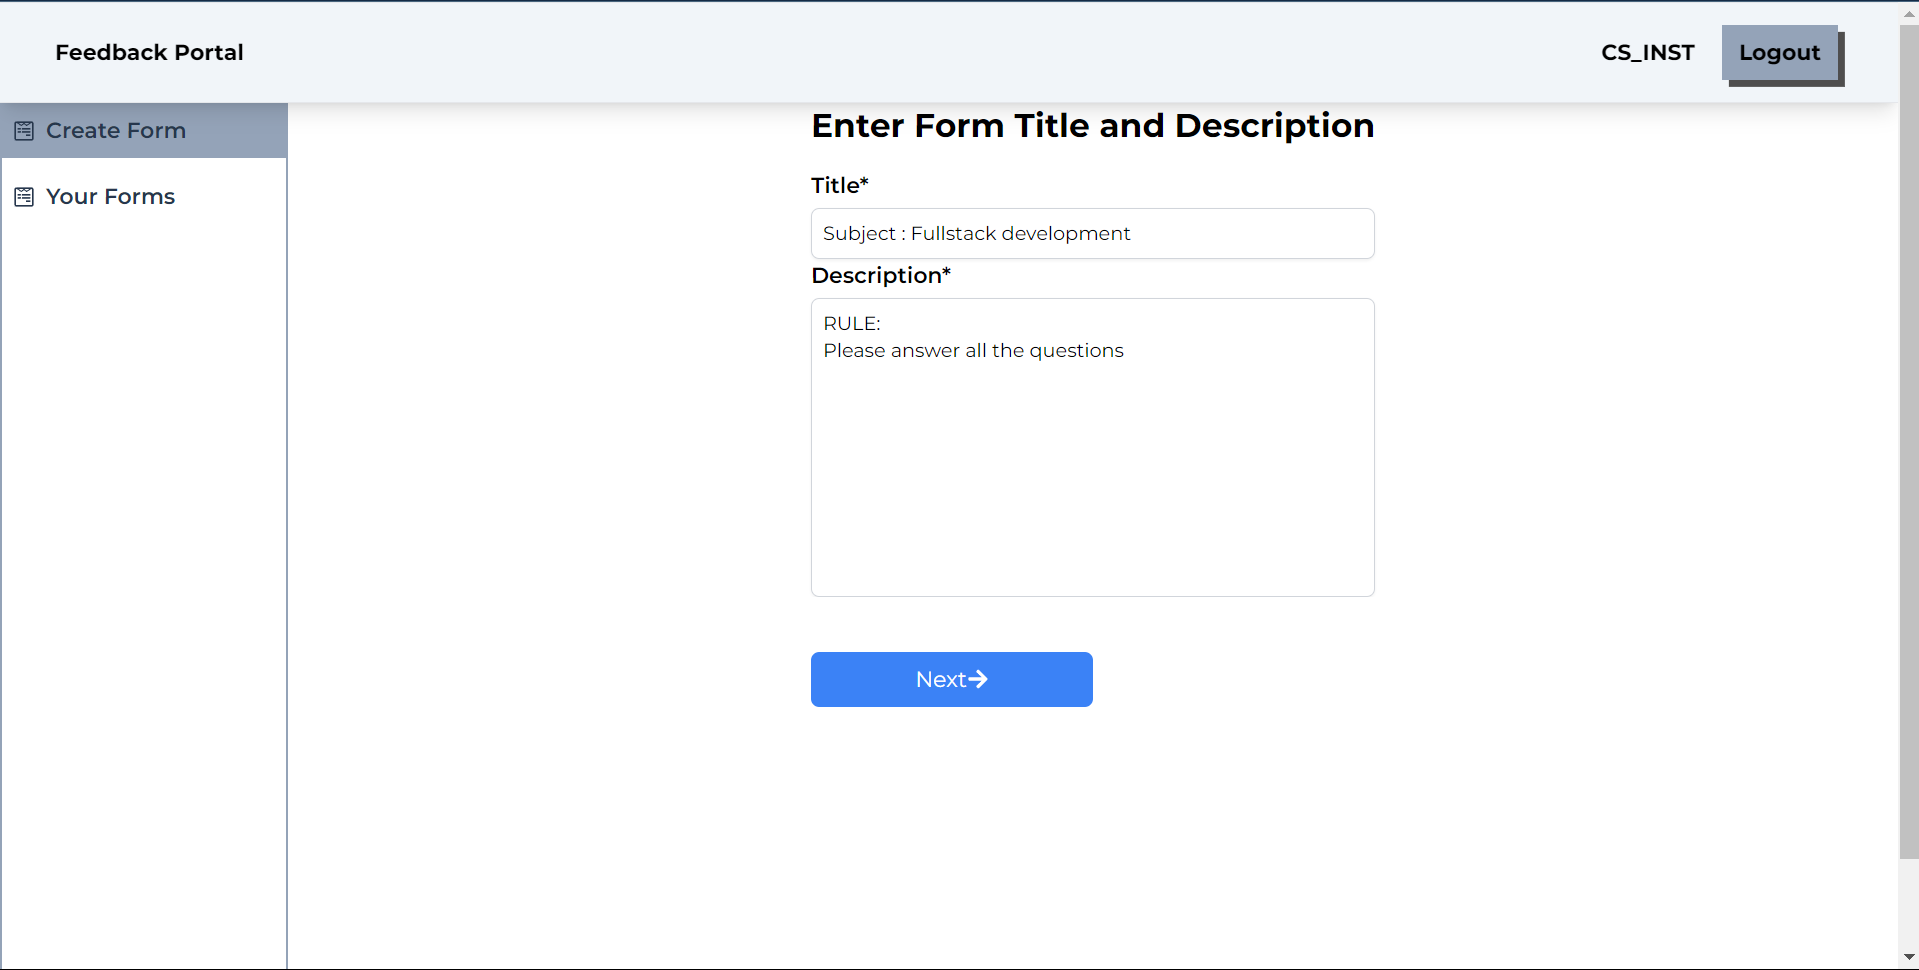 Feedback Portal
CS_INST
Logout
Create Form
Your Forms
Enter Form Title and Description
Title*
Subject : Fullstack development
Description*
RULE:
Please answer all the questions
Next